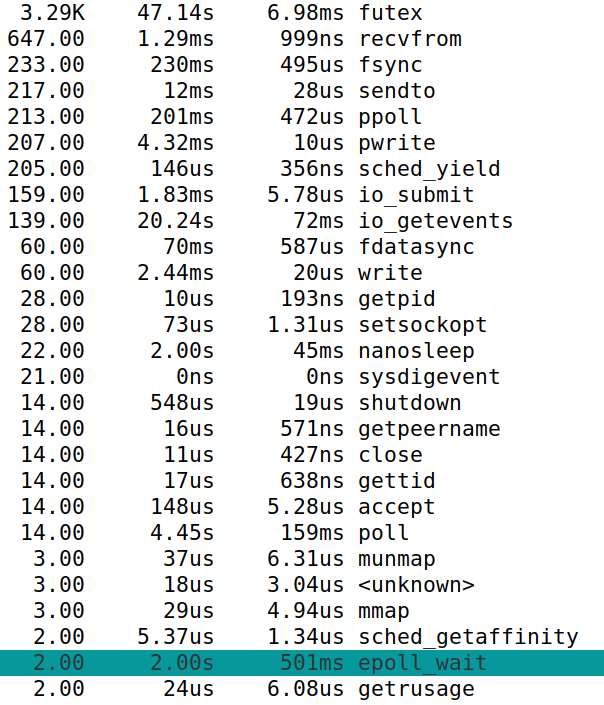 3.29K 47.14s 6.98ms futex
647.00 1.29ms 999ns recvfrom
233.00 230ms 495us fsync
217.00 12ms 28us sendto
213.00 201ms 472us ppoll
207.00 4.32ms 10us pwrite
205.00 146us 356ns sched_yield
159.00 1.83ms 5.78us io_submit
139.00 20.24s 72ms io_getevents
60.00 70ms 587us fdatasync
60.00 2.44ms 20us write
28.00 10us 193ns getpid
28.00 73us 1.31us setsockopt
22.00 2.00s 45ms nanosleep
21.00 0ns 0ns sysdigevent
14.00 548us 19us shutdown
14.00 16us 571ns getpeername
14.00 11us 427ns close
14.00 17us 638ns gettid
14.00 148us 5.28us accept
14.00 4.45s 159ms poll
3.00 37us 6.31us munmap
3.00 18us 3.04us <unknown>
3.00 29us 4.94us mmap
2.00 5.37us 1.34us sched_getaffinity
2.00 2.00s 501ms epoll_wait
2.00 24us 6.08us getrusage